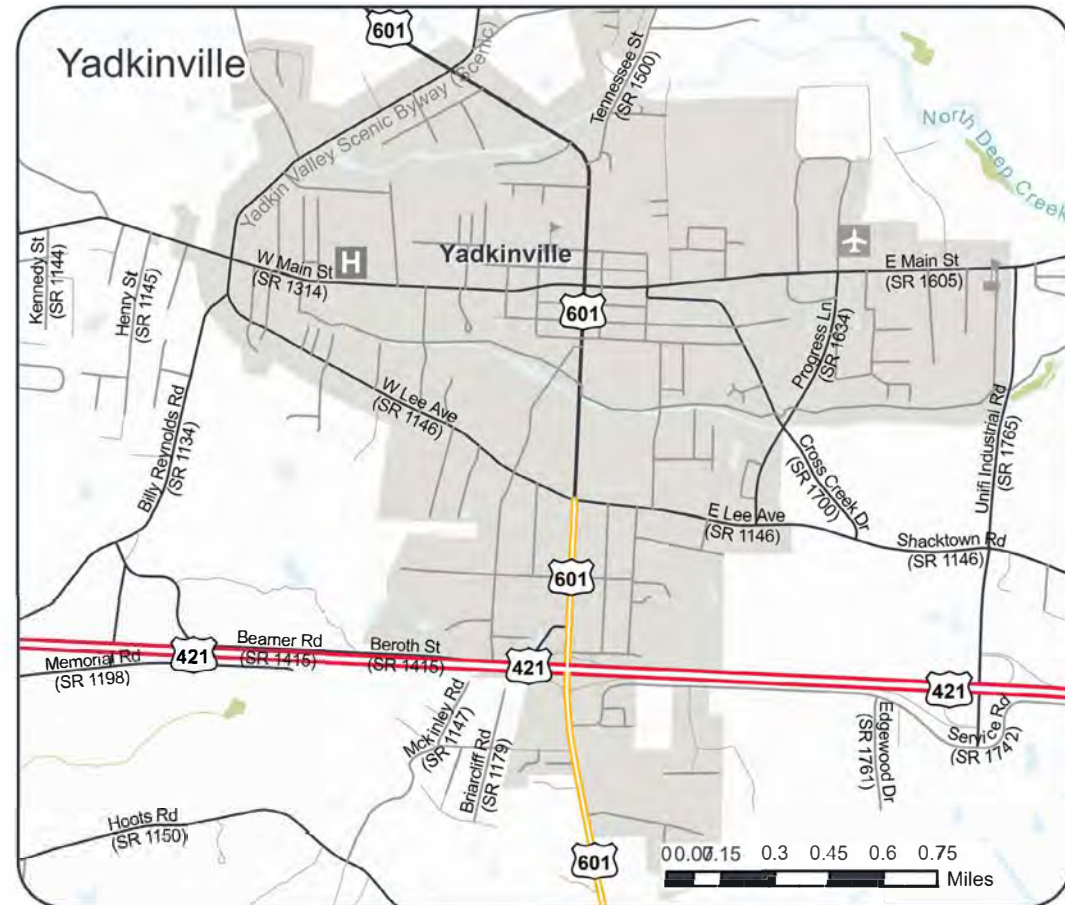 601
Yadkinville
Tennessee St
(SR 1500)
Yadkin Valley Scenic Byway (Scenic)
North Deep Creek
Yadkinville
H
W Main St
(SR 1314)
E Main St
(SR 1605)
Kennedy St
(SR 1144)
Henry St
(SR 1145)
601
Progress Ln
(SR 1634)
Billy Reynolds Rd
(SR 1134)
W Lee Ave
(SR 1146)
Unifi Industrial Rd
(SR 1765)
Cross Creek Dr
(SR 1700)
E Lee Ave
(SR 1146)
Shacktown Rd
(SR 1146)
601
Beamer Rd
(SR 1415)
Beroth St
(SR 1415)
421
421
421
Memorial Rd
(SR 1198)
Mckinley Rd
(SR 1147)
Briarcliff Rd
(SR 1179)
Edgewood Dr
(SR 1761)
Service Rd
(SR 1742)
Hoots Rd
(SR 1150)
601
0 0.07 0.15 0.3 0.45 0.6 0.75
Miles